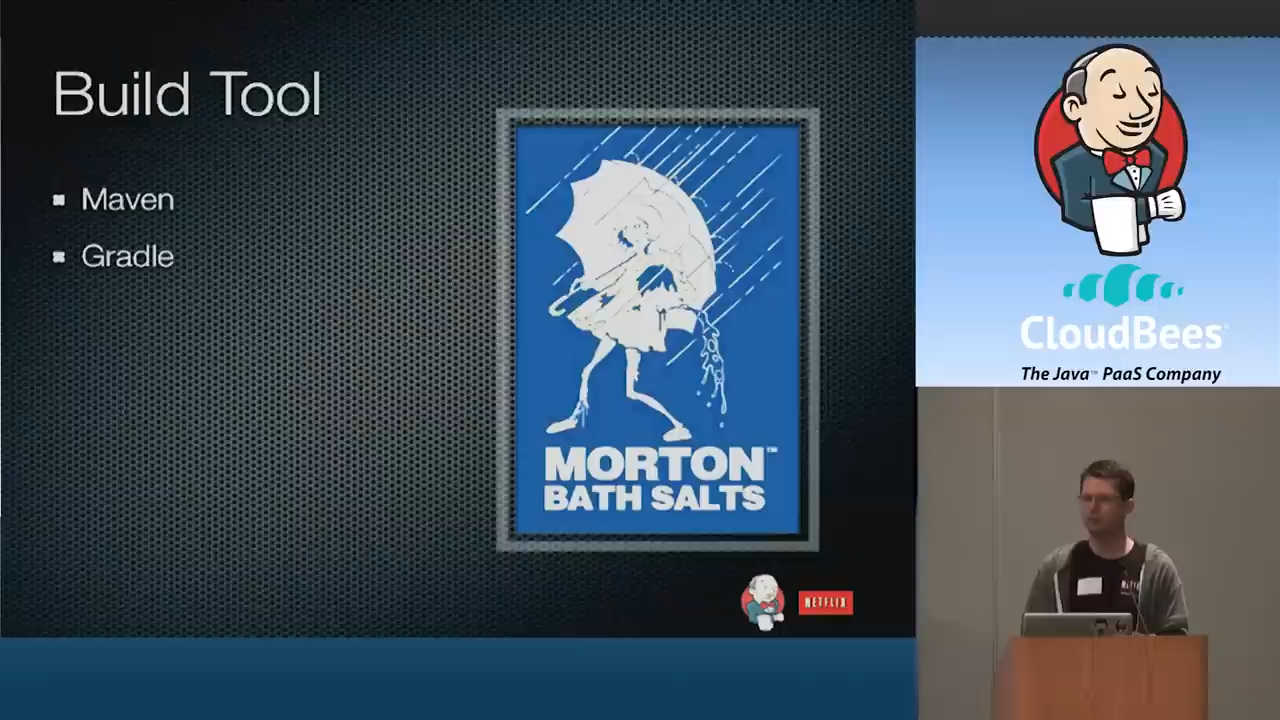 Build Tool
Maven
Gradle
MORTON™
BATH SALTS
NETFLIX
CloudBees
The Java™ PaaS Company